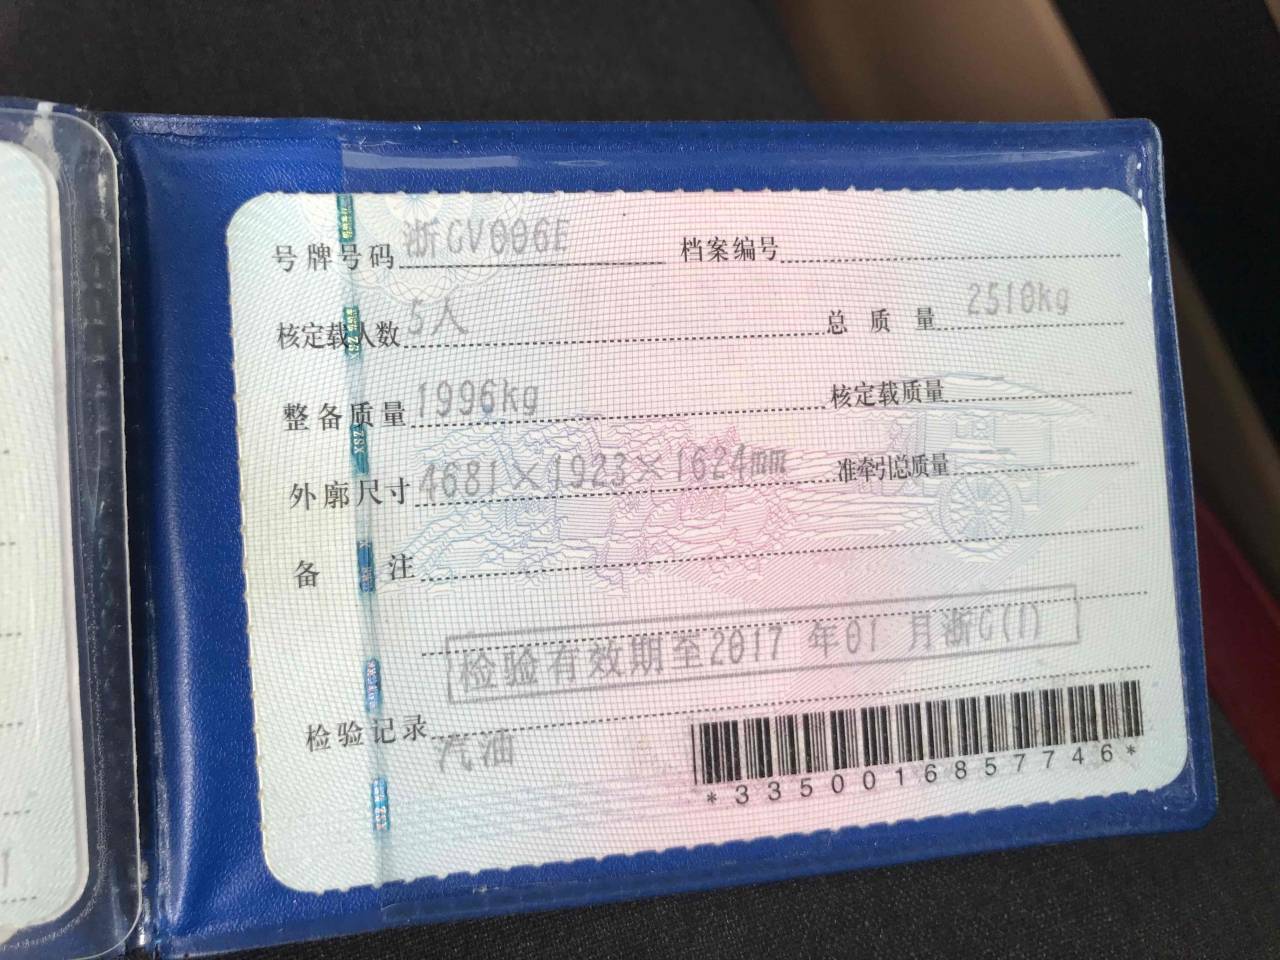 号牌号码 浙GV006E 档案编号
核定载人数 5人 总质量 2510kg
整备质量 1996kg 核定载质量
外廓尺寸 4681×1923×1624mm 准牵引总质量
备注
检验有效期至2017年01月浙G(1)
检验记录
汽油
*3350016857746*